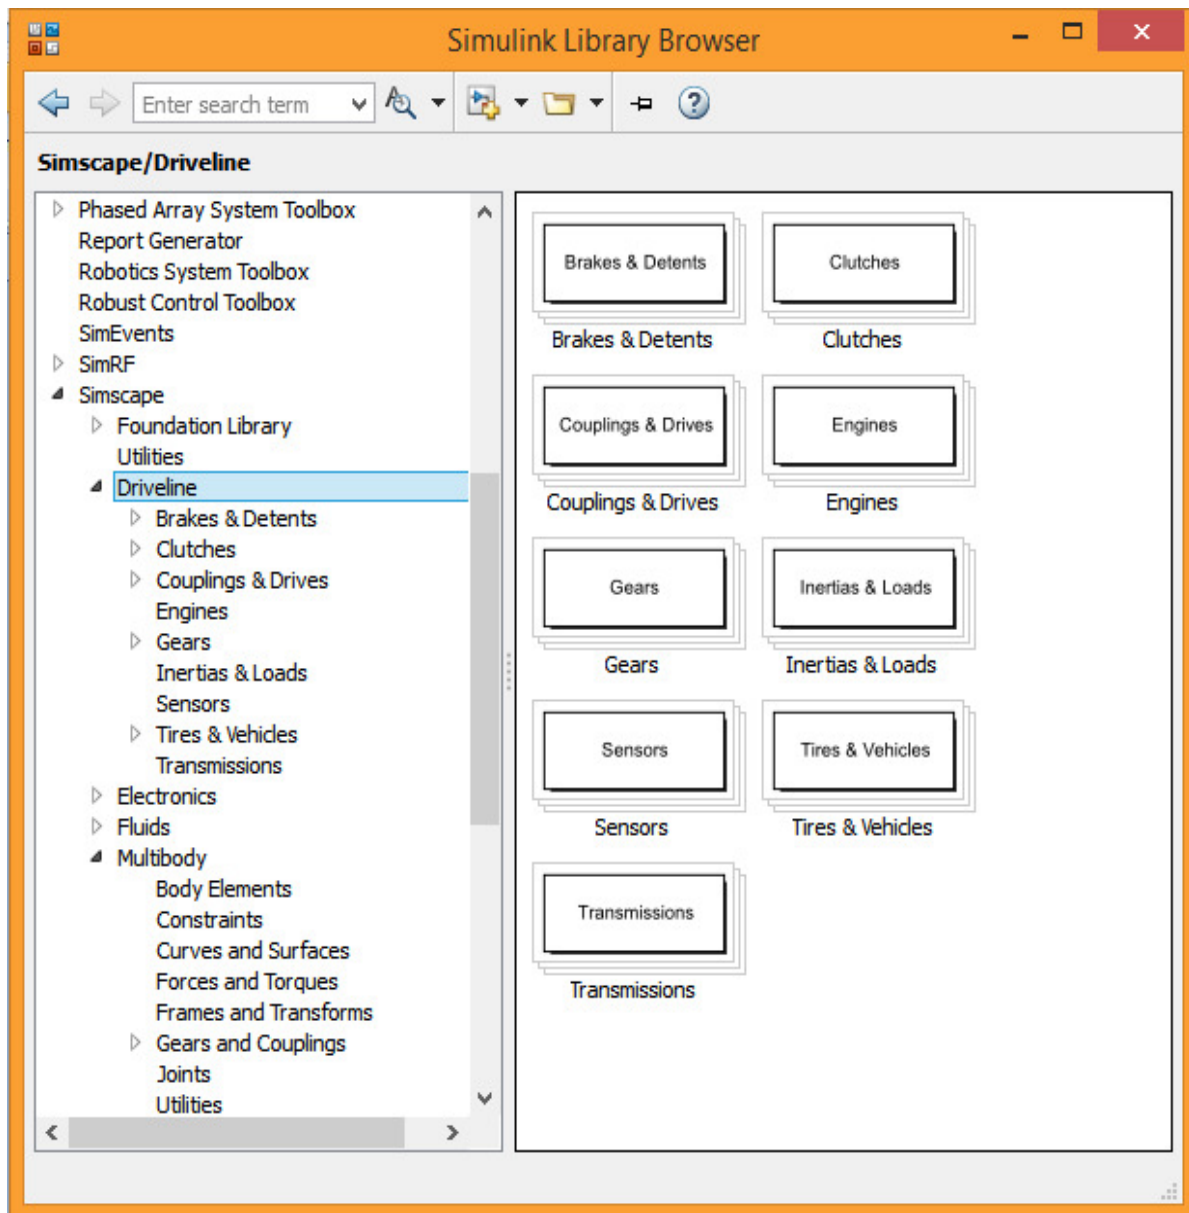 Simulink Library Browser
Enter search term
Simscape/Driveline
Phased Array System Toolbox
Report Generator
Robotics System Toolbox
Robust Control Toolbox
SimEvents
SimRF
Simscape
Foundation Library
Utilities
Driveline
Brakes & Detents
Clutches
Couplings & Drives
Engines
Gears
Inertias & Loads
Sensors
Tires & Vehicles
Transmissions
Electronics
Fluids
Multibody
Body Elements
Constraints
Curves and Surfaces
Forces and Torques
Frames and Transforms
Gears and Couplings
Joints
Utilities
Brakes & Detents
Brakes & Detents
Clutches
Clutches
Couplings & Drives
Couplings & Drives
Engines
Engines
Gears
Gears
Inertias & Loads
Inertias & Loads
Sensors
Sensors
Tires & Vehicles
Tires & Vehicles
Transmissions
Transmissions